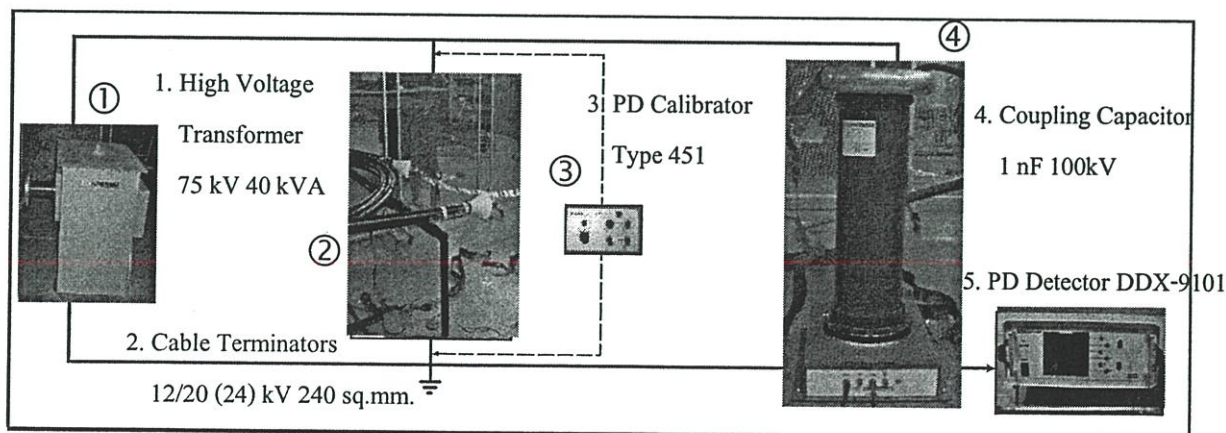 ④
1. High Voltage
①
Transformer
75 kV 40 kVA
3. PD Calibrator
Type 451
③
4. Coupling Capacitor
1 nF 100kV
②
5. PD Detector DDX-9101
2. Cable Terminators
12/20 (24) kV 240 sq.mm.